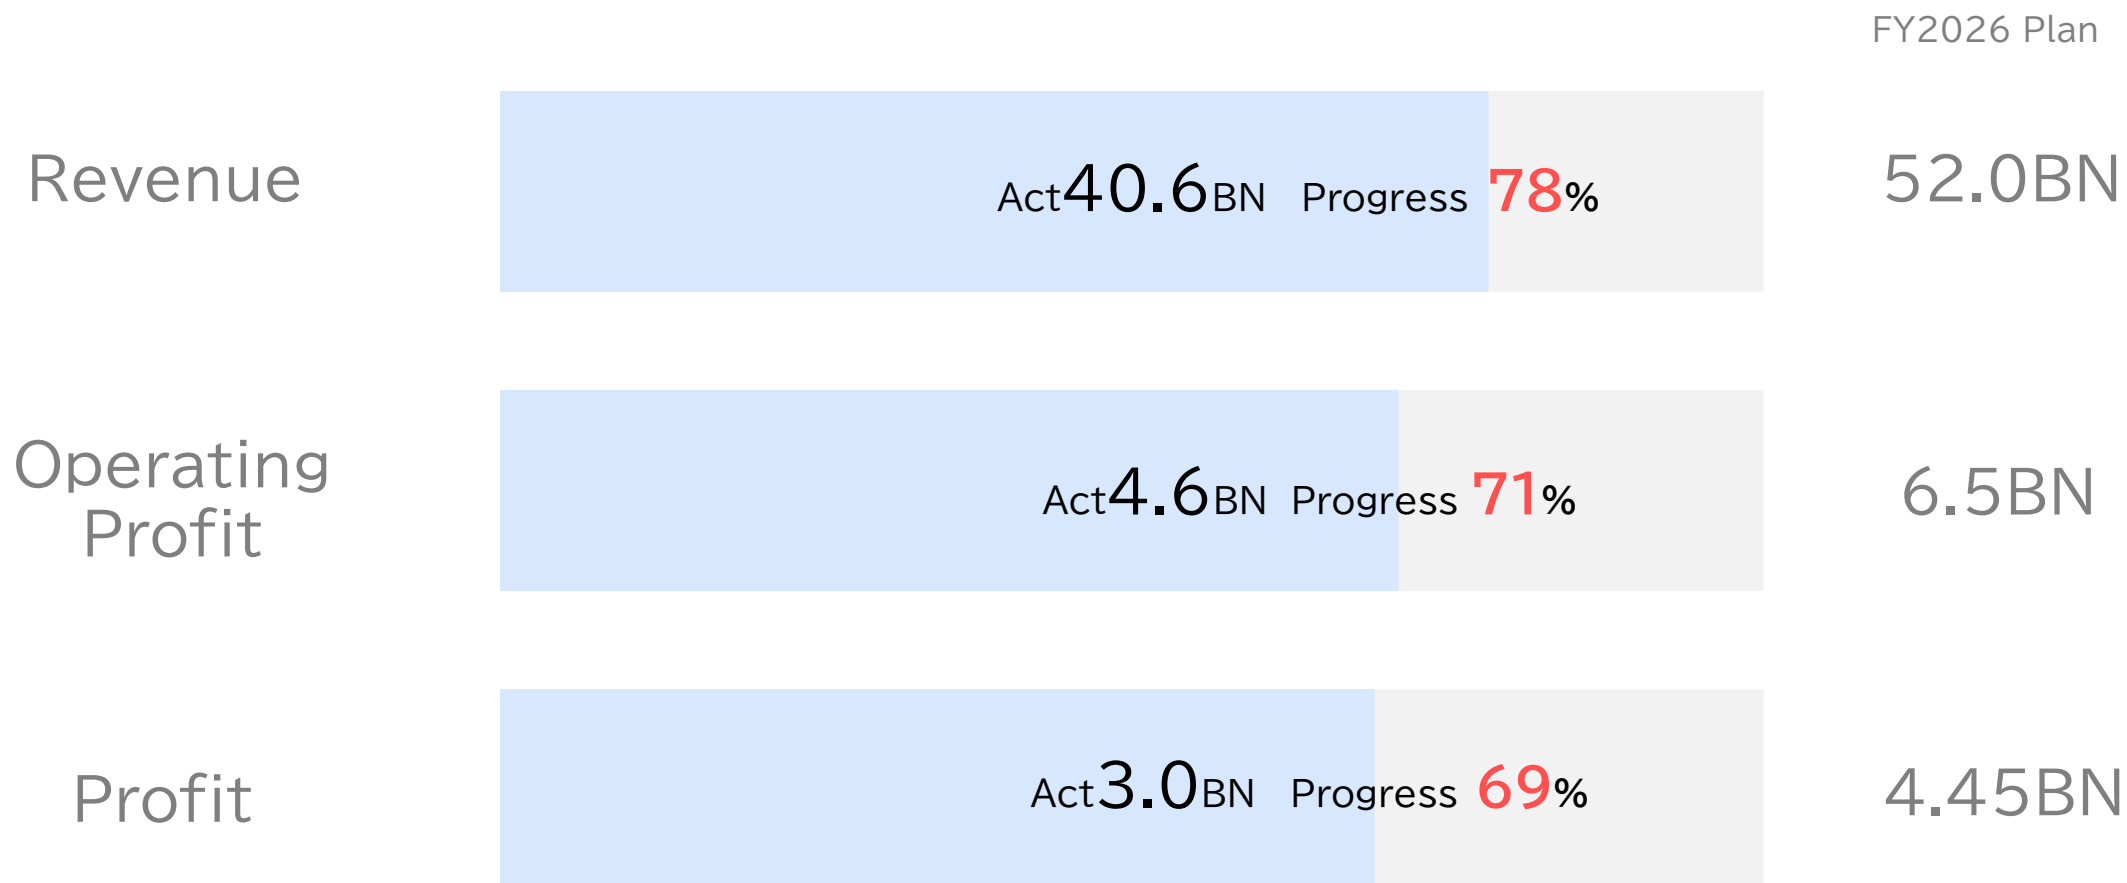 FY2026 Plan
Revenue
Act40.6BN Progress 78%
52.0BN
Operating
Profit
Act4.6BN Progress 71%
6.5BN
Profit
Act3.0BN Progress 69%
4.45BN